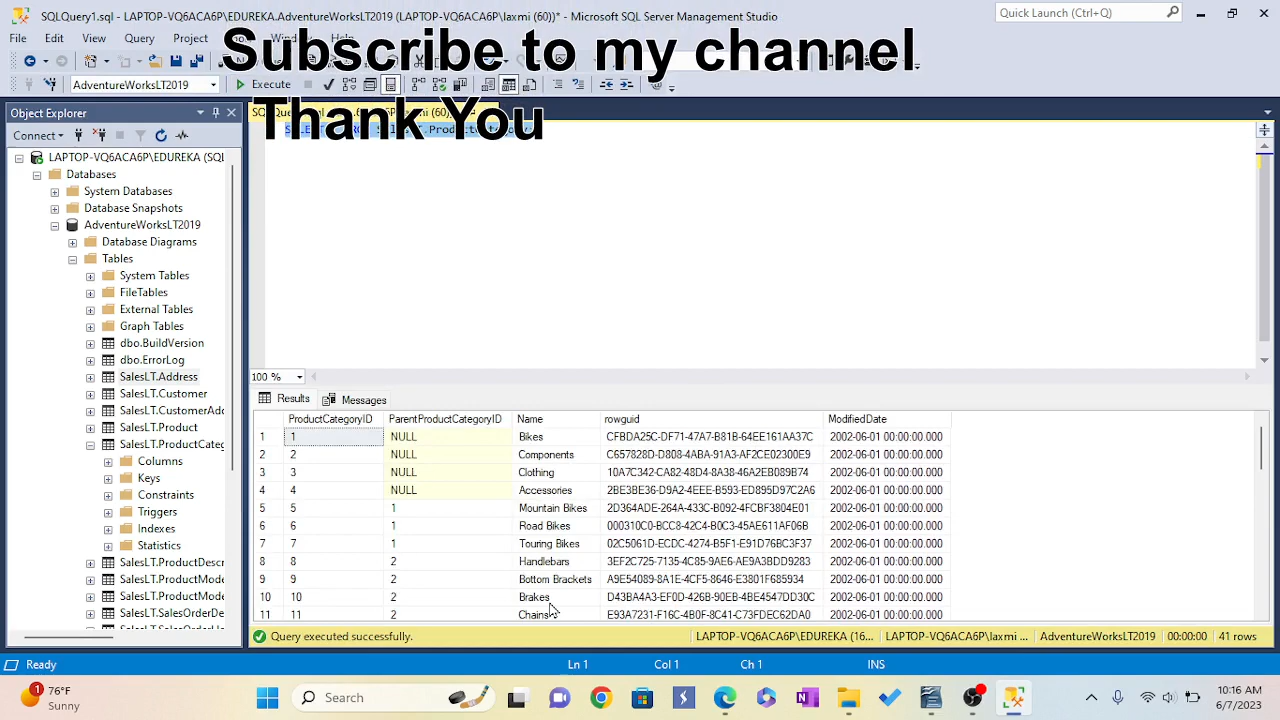 SQLQuery1.sql - LAPTOP-VQ6ACA6P\EDUREKA.AdventureWorksLT2019 (LAPTOP-VQ6ACA6P\laxmi (60))* - Microsoft SQL Server Management Studio
Quick Launch (Ctrl+Q)
File Edit View Query Project
Subscribe to my channel
AdventureWorksLT2019
Execute
Object Explorer
Thank You
Connect
LAPTOP-VQ6ACA6P\EDUREKA (SQL
Databases
System Databases
Database Snapshots
AdventureWorksLT2019
Database Diagrams
Tables
System Tables
FileTables
External Tables
Graph Tables
dbo.BuildVersion
dbo.ErrorLog
SalesLT.Address
SalesLT.Customer
SalesLT.CustomerAdd
SalesLT.Product
SalesLT.ProductCateg
Columns
Keys
Constraints
Triggers
Indexes
Statistics
SalesLT.ProductDescr
SalesLT.ProductMode
SalesLT.ProductMode
SalesLT.SalesOrderDe
100 %
Results Messages
ProductCategoryID ParentProductCategoryID Name rowguid ModifiedDate
1 1 NULL Bikes CFBDA25C-DF71-47A7-B81B-64EE161AA37C 2002-06-01 00:00:00.000
2 2 NULL Components C657828D-D808-4ABA-91A3-AF2CE02300E9 2002-06-01 00:00:00.000
3 3 NULL Clothing 10A7C342-CA82-48D4-8A38-46A2EB089B74 2002-06-01 00:00:00.000
4 4 NULL Accessories 2BE3BE36-D9A2-4EEE-B593-ED895D97C2A6 2002-06-01 00:00:00.000
5 5 1 Mountain Bikes 2D364ADE-264A-433C-B092-4FCBF3804E01 2002-06-01 00:00:00.000
6 6 1 Road Bikes 000310C0-BCC8-42C4-B0C3-45AE611AF06B 2002-06-01 00:00:00.000
7 7 1 Touring Bikes 02C5061D-ECDC-4274-B5F1-E91D76BC3F37 2002-06-01 00:00:00.000
8 8 2 Handlebars 3EF2C725-7135-4C85-9AE6-AE9A3BDD9283 2002-06-01 00:00:00.000
9 9 2 Bottom Brackets A9E54089-8A1E-4CF5-8646-E3801F685934 2002-06-01 00:00:00.000
10 10 2 Brakes D43BA4A3-EF0D-426B-90EB-4BE4547DD30C 2002-06-01 00:00:00.000
11 11 2 Chains E93A7231-F16C-4B0F-8C41-C73FDEC62DA0 2002-06-01 00:00:00.000
Query executed successfully. LAPTOP-VQ6ACA6P\EDUREKA (16... LAPTOP-VQ6ACA6P\laxmi ... AdventureWorksLT2019 00:00:00 41 rows
Ready Ln 1 Col 1 Ch 1 INS
1
76°F
Sunny
Search
10:16 AM
6/7/2023